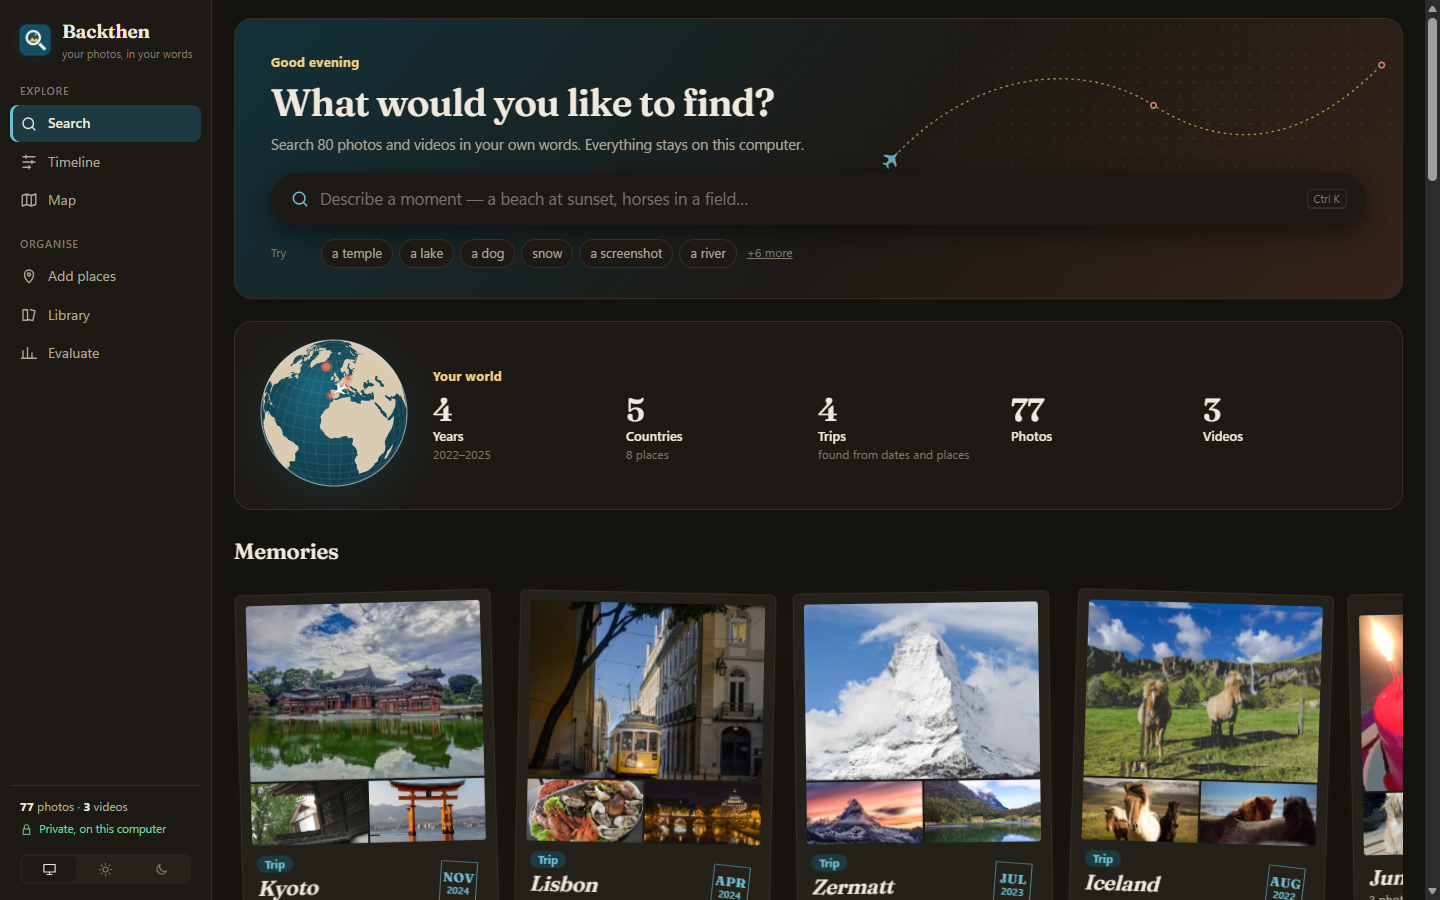 Backthen
your photos, in your words
EXPLORE
Search
Timeline
Map
ORGANISE
Add places
Library
Evaluate
77 photos · 3 videos
Private, on this computer
Good evening
What would you like to find?
Search 80 photos and videos in your own words. Everything stays on this computer.
Describe a moment — a beach at sunset, horses in a field...
Ctrl K
Try
a temple
a lake
a dog
snow
a screenshot
a river
+6 more
Your world
4
Years
2022–2025
5
Countries
8 places
4
Trips
found from dates and places
77
Photos
3
Videos
Memories
Trip
Kyoto
NOV
2024
Trip
Lisbon
APR
2024
Trip
Zermatt
JUL
2023
Trip
Iceland
AUG
2022